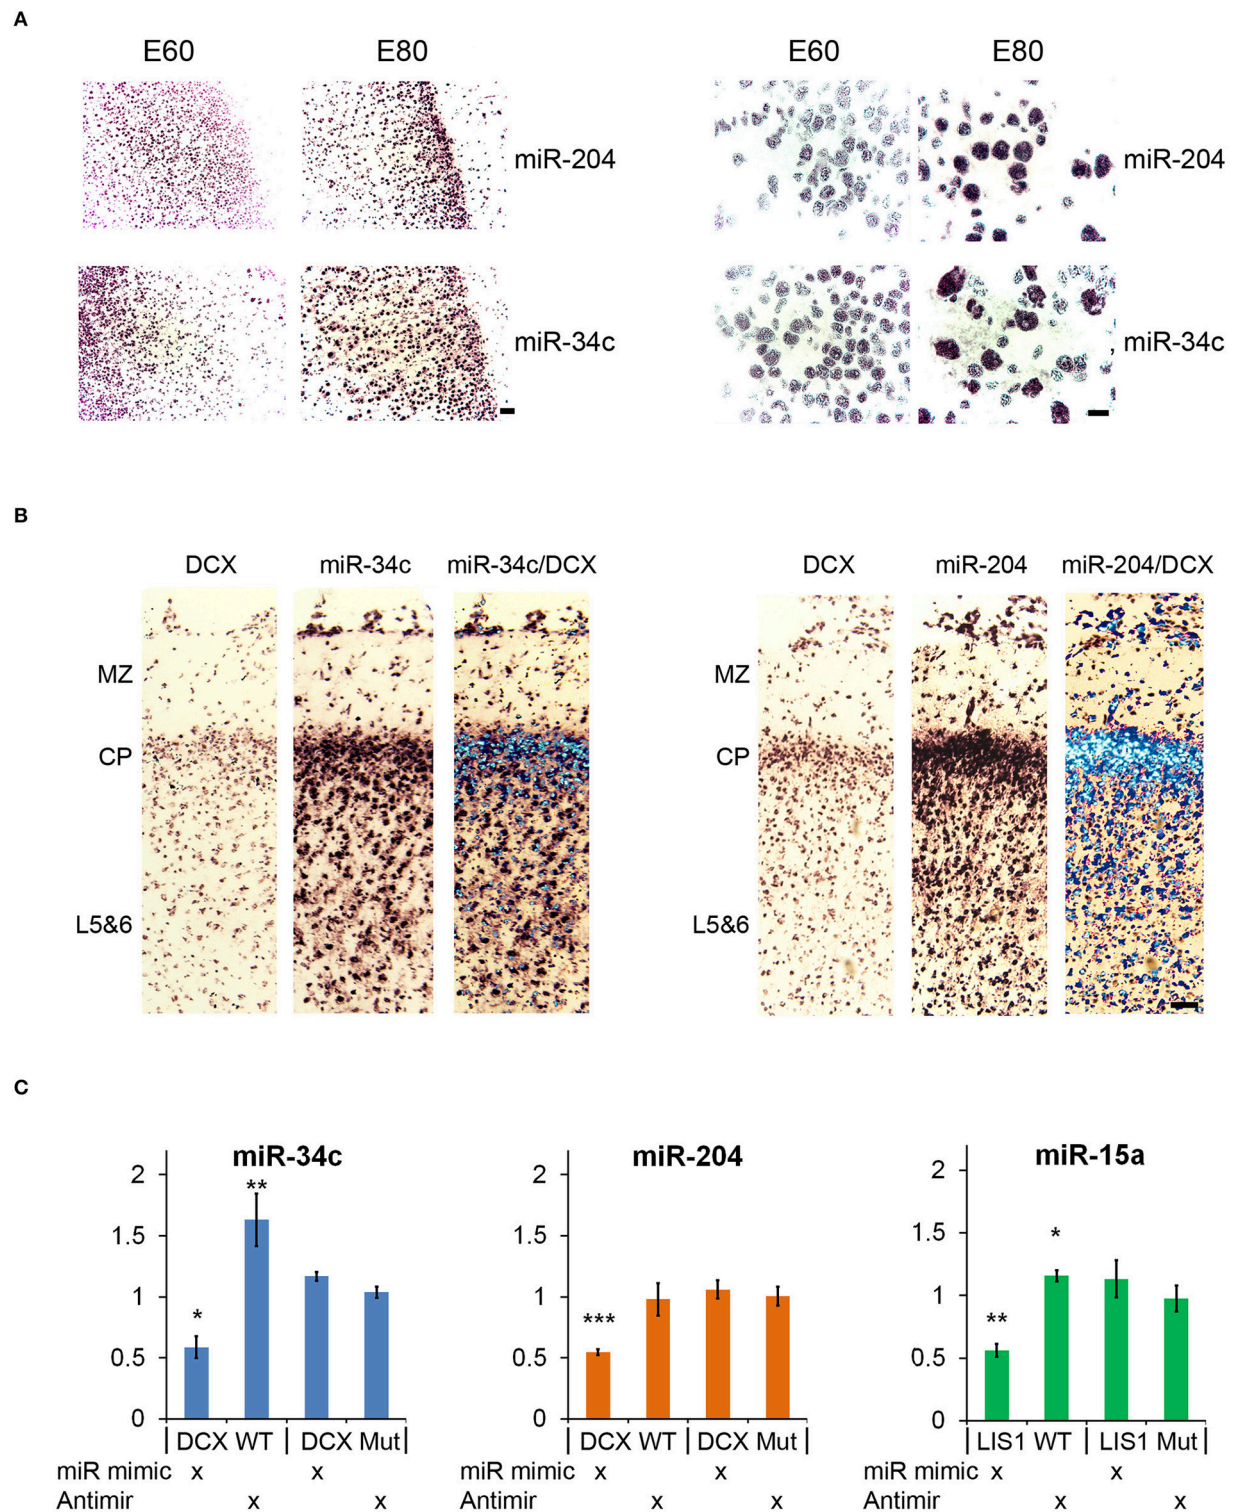 A
E60 E80 E60 E80
miR-204 miR-204
miR-34c miR-34c
B
DCX miR-34c miR-34c/DCX DCX miR-204 miR-204/DCX
MZ MZ
CP CP
L5&6 L5&6
C
miR-34c miR-204 miR-15a
2 ** 2 2
1.5 1.5 1.5 *
1 * 1 *** 1 **
0.5 0.5 0.5
0 0 0
| DCX WT | DCX Mut | | DCX WT | DCX Mut | | LIS1 WT | LIS1 Mut |
miR mimic x x miR mimic x x miR mimic x x
Antimir x x Antimir x x Antimir x x